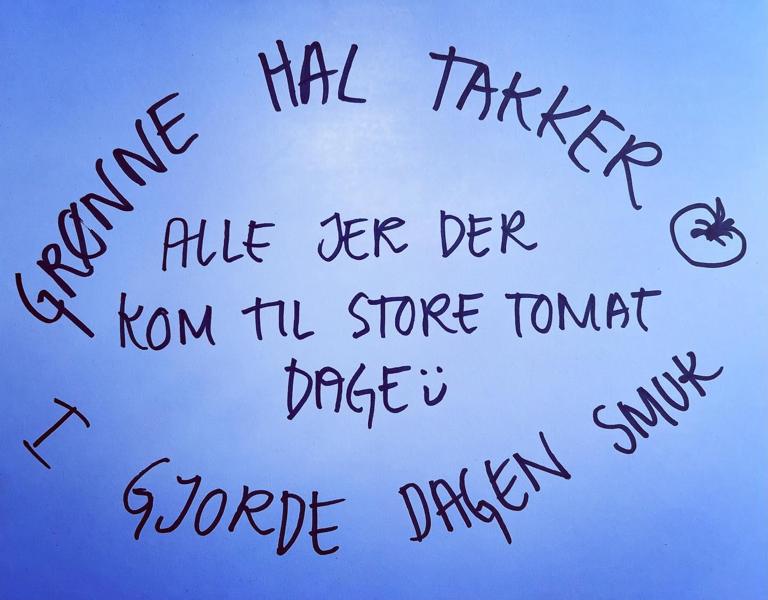 GRØNNE HAL TAKKER
ALLE JER DER
KOM TIL STORE TOMAT
DAGE Ü
I GJORDE DAGEN SMUK